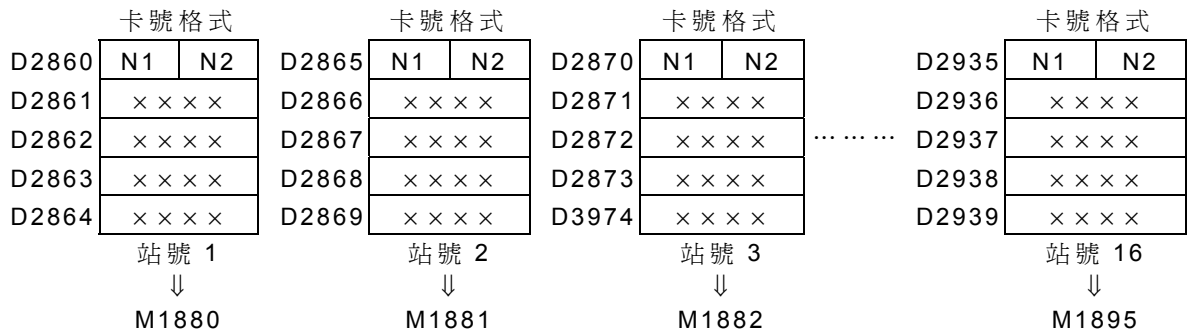 卡號格式 卡號格式 卡號格式 卡號格式
D2860 N1 N2 D2865 N1 N2 D2870 N1 N2 D2935 N1 N2
D2861 ×××× D2866 ×××× D2871 ×××× D2936 ××××
D2862 ×××× D2867 ×××× D2872 ×××× ……… D2937 ××××
D2863 ×××× D2868 ×××× D2873 ×××× D2938 ××××
D2864 ×××× D2869 ×××× D3974 ×××× D2939 ××××
站號 1 站號 2 站號 3 站號 16
⇓ ⇓ ⇓ ⇓
M1880 M1881 M1882 M1895